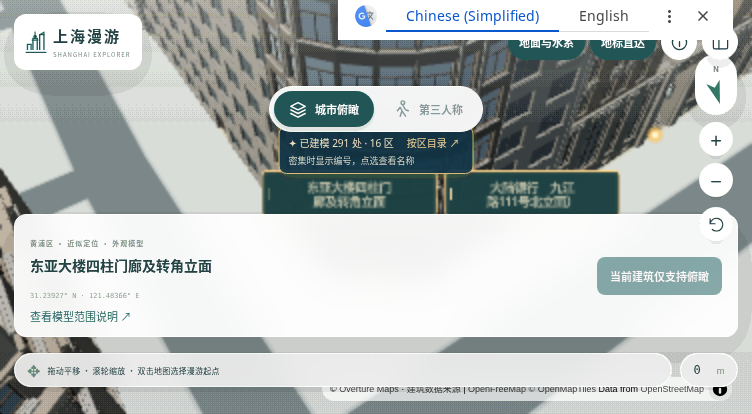 Chinese (Simplified)
English
上海漫游
SHANGHAI EXPLORER
地面与水系
地标直达
N
城市俯瞰
第三人称
✦ 已建模 291 处 · 16 区 按区目录 ↗
密集时显示编号，点选查看名称
东亚大楼四柱门
廊及转角立面
大陆银行 九江
路111号北立面)
黄浦区 · 近似定位 · 外观模型
东亚大楼四柱门廊及转角立面
31.23927° N · 121.48366° E
查看模型范围说明 ↗
当前建筑仅支持俯瞰
拖动平移 · 滚轮缩放 · 双击地图选择漫游起点
0 m
© Overture Maps · 建筑数据来源 | OpenFreeMap © OpenMapTiles Data from OpenStreetMap